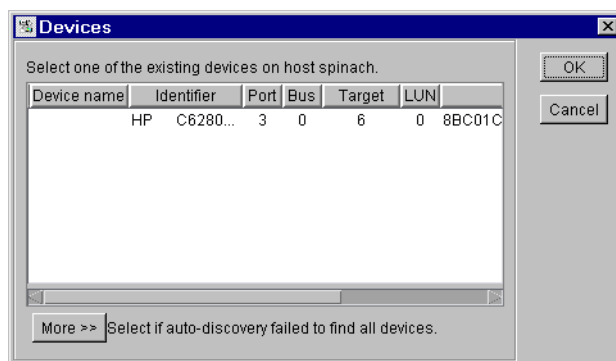 Devices
Select one of the existing devices on host spinach.
OK
Device name Identifier Port Bus Target LUN
Cancel
HP C6280... 3 0 6 0 8BC01C
More >> Select if auto-discovery failed to find all devices.